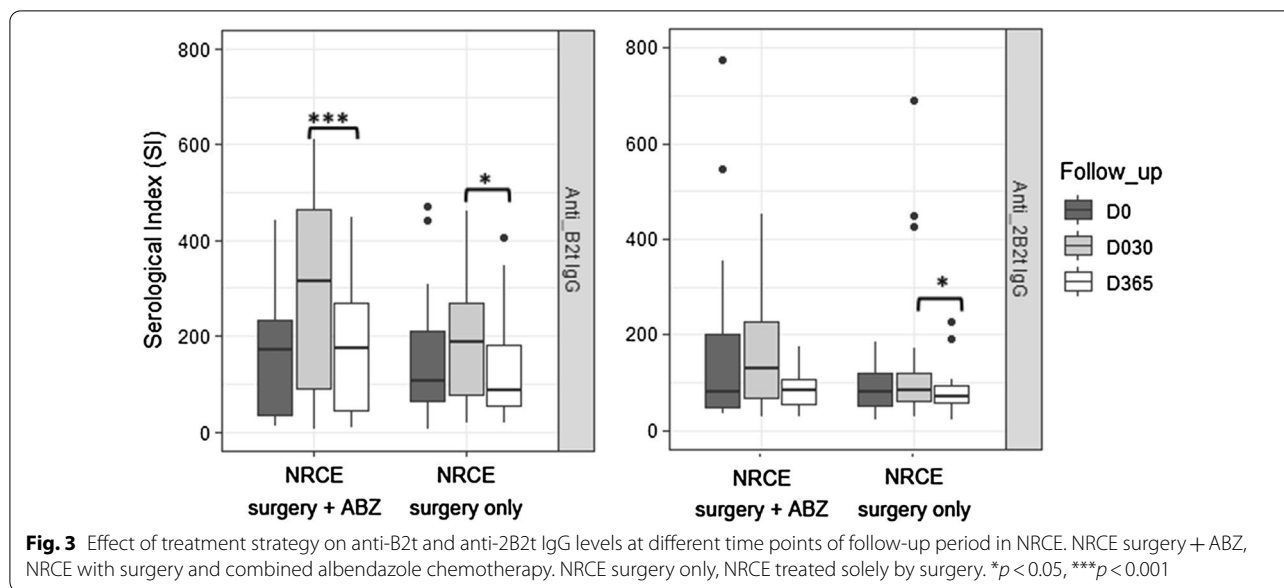 800
600
400
200
0
Serological Index (SI)
***
*
Anti_B2t IgG
NRCE
surgery + ABZ
NRCE
surgery only
800
600
400
200
0
*
Anti_2B2t IgG
NRCE
surgery + ABZ
NRCE
surgery only
Follow_up
D0
D030
D365
Fig. 3 Effect of treatment strategy on anti-B2t and anti-2B2t IgG levels at different time points of follow-up period in NRCE. NRCE surgery + ABZ,
NRCE with surgery and combined albendazole chemotherapy. NRCE surgery only, NRCE treated solely by surgery. *p < 0.05, ***p < 0.001